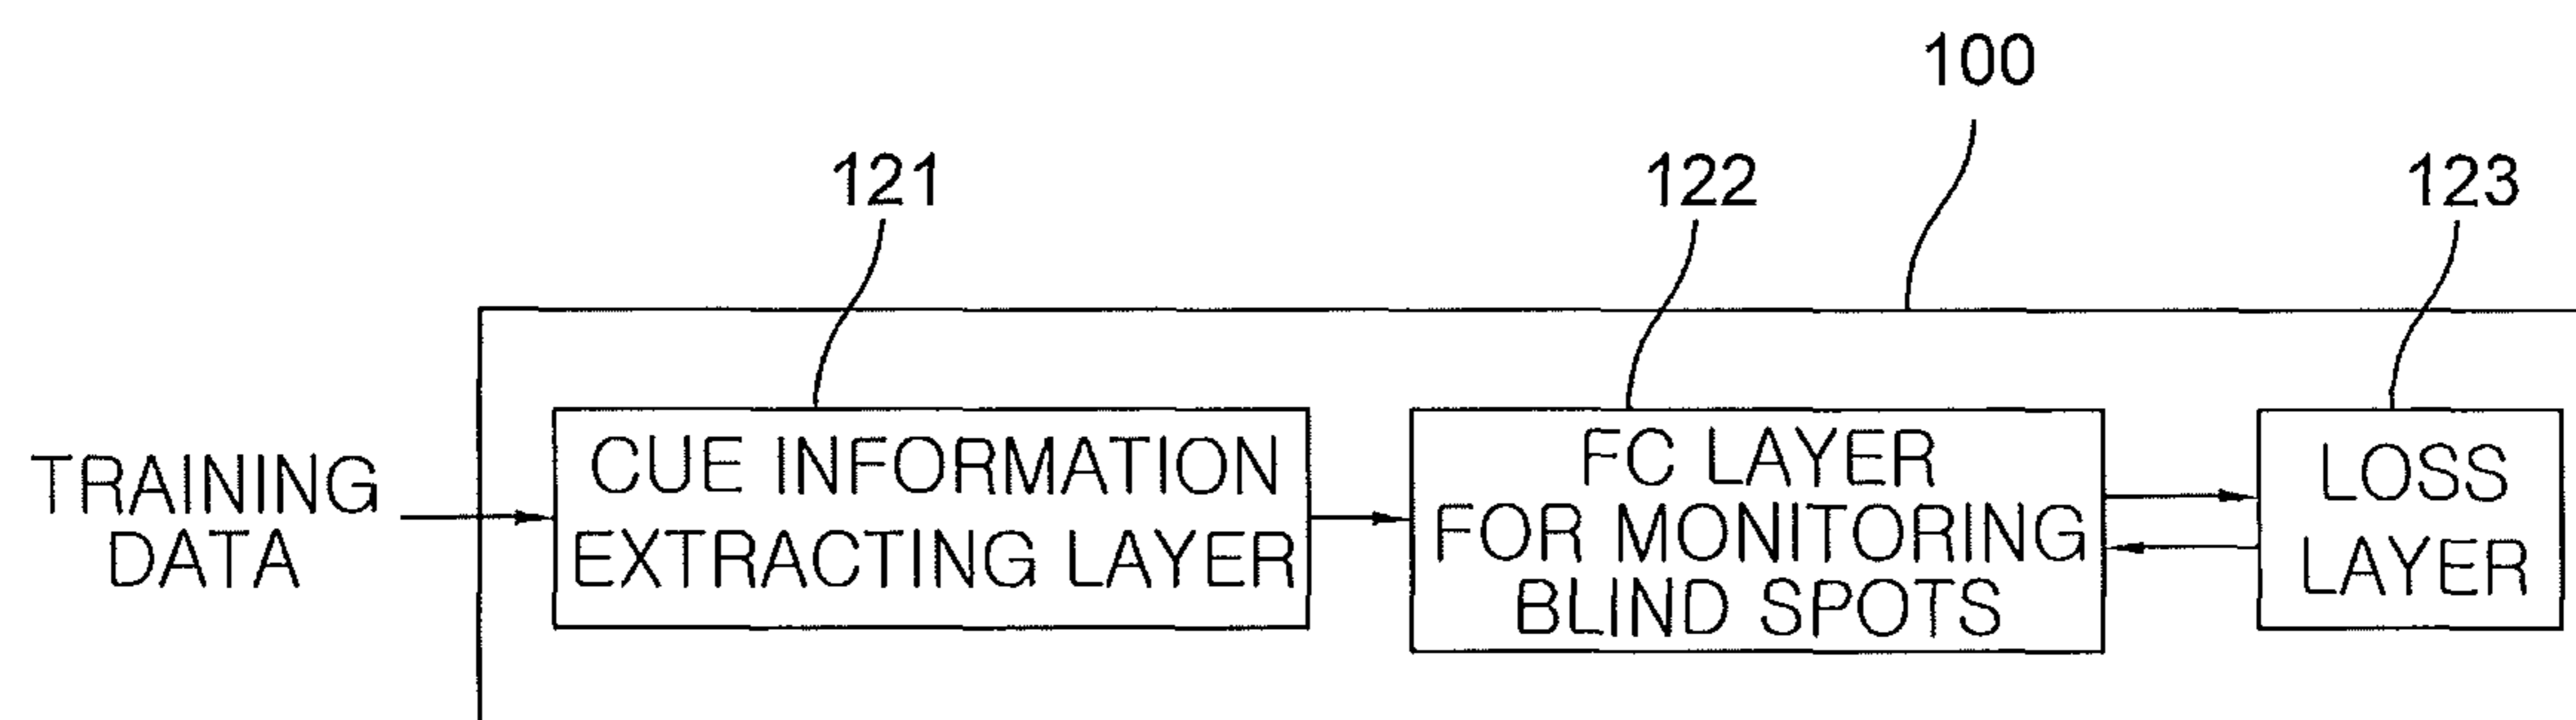 100
121
122
123
TRAINING
DATA
CUE INFORMATION
EXTRACTING LAYER
FC LAYER
FOR MONITORING
BLIND SPOTS
LOSS
LAYER